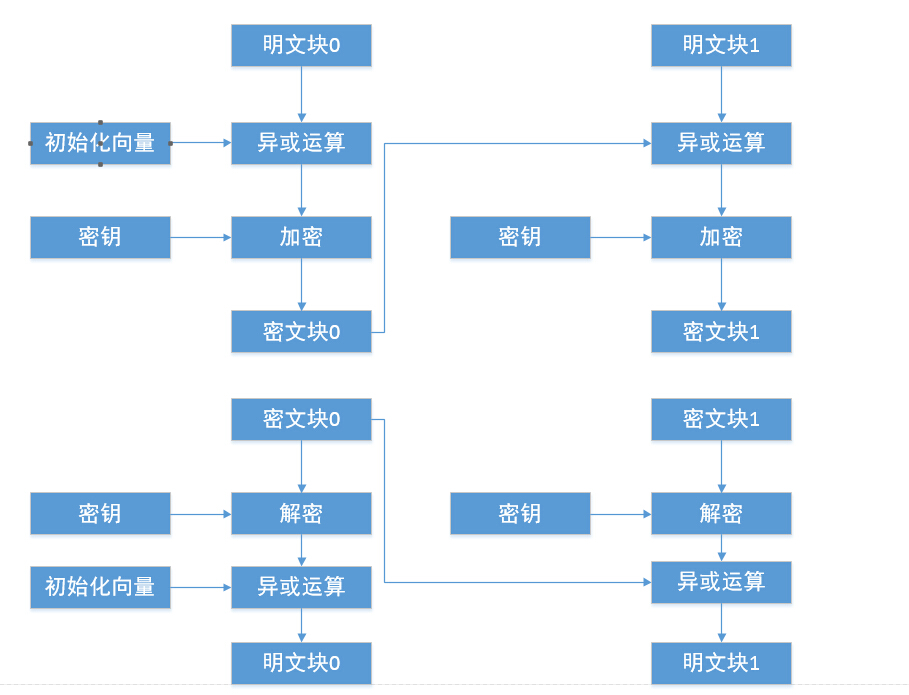 明文块0
明文块1
初始化向量
异或运算
异或运算
密钥
加密
密钥
加密
密文块0
密文块1
密文块0
密文块1
密钥
解密
密钥
解密
初始化向量
异或运算
异或运算
明文块0
明文块1